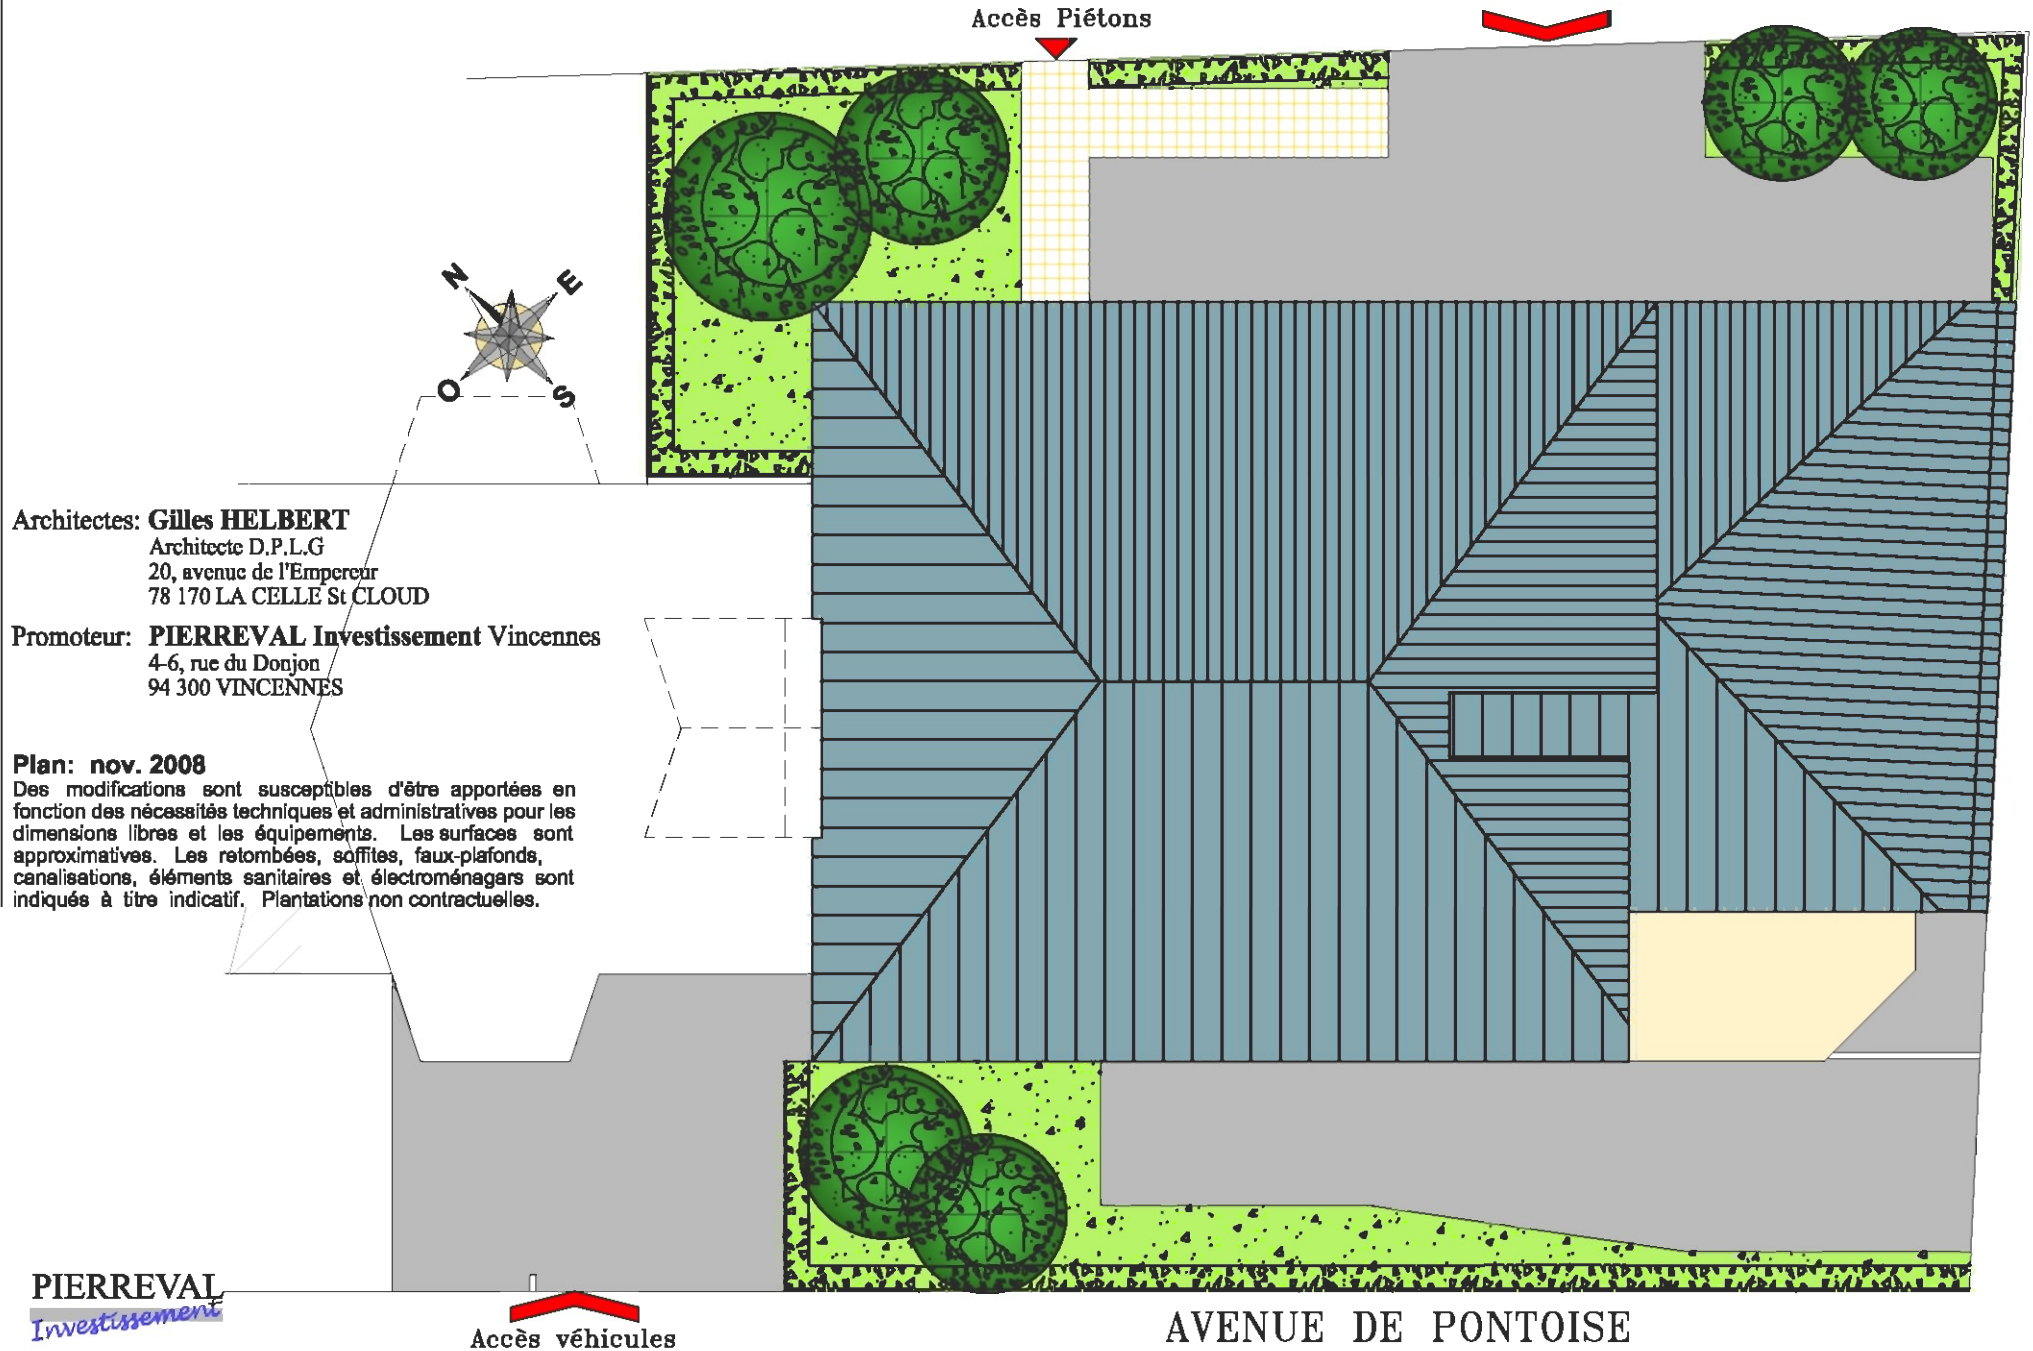 Accès Piétons
N
E
O
S
Architectes: Gilles HELBERT
Architecte D.P.L.G
20, avenue de l'Empereur
78 170 LA CELLE St CLOUD
Promoteur: PIERREVAL Investissement Vincennes
4-6, rue du Donjon
94 300 VINCENNES
Plan: nov. 2008
Des modifications sont susceptibles d'être apportées en
fonction des nécessités techniques et administratives pour les
dimensions libres et les équipements. Les surfaces sont
approximatives. Les retombées, soffites, faux-plafonds,
canalisations, éléments sanitaires et électroménagars sont
indiqués à titre indicatif. Plantations non contractuelles.
PIERREVAL
Investissement
Accès véhicules
AVENUE DE PONTOISE